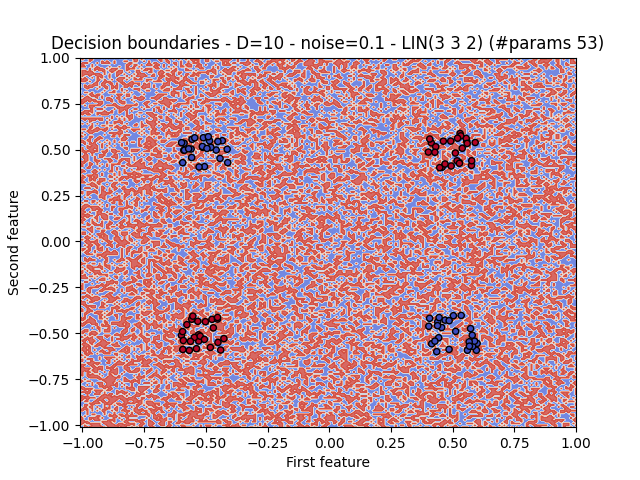 Decision boundaries - D=10 - noise=0.1 - LIN(3 3 2) (#params 53)
1.00
0.75
0.50
0.25
0.00
−0.25
−0.50
−0.75
−1.00
Second feature
−1.00 −0.75 −0.50 −0.25 0.00 0.25 0.50 0.75 1.00
First feature